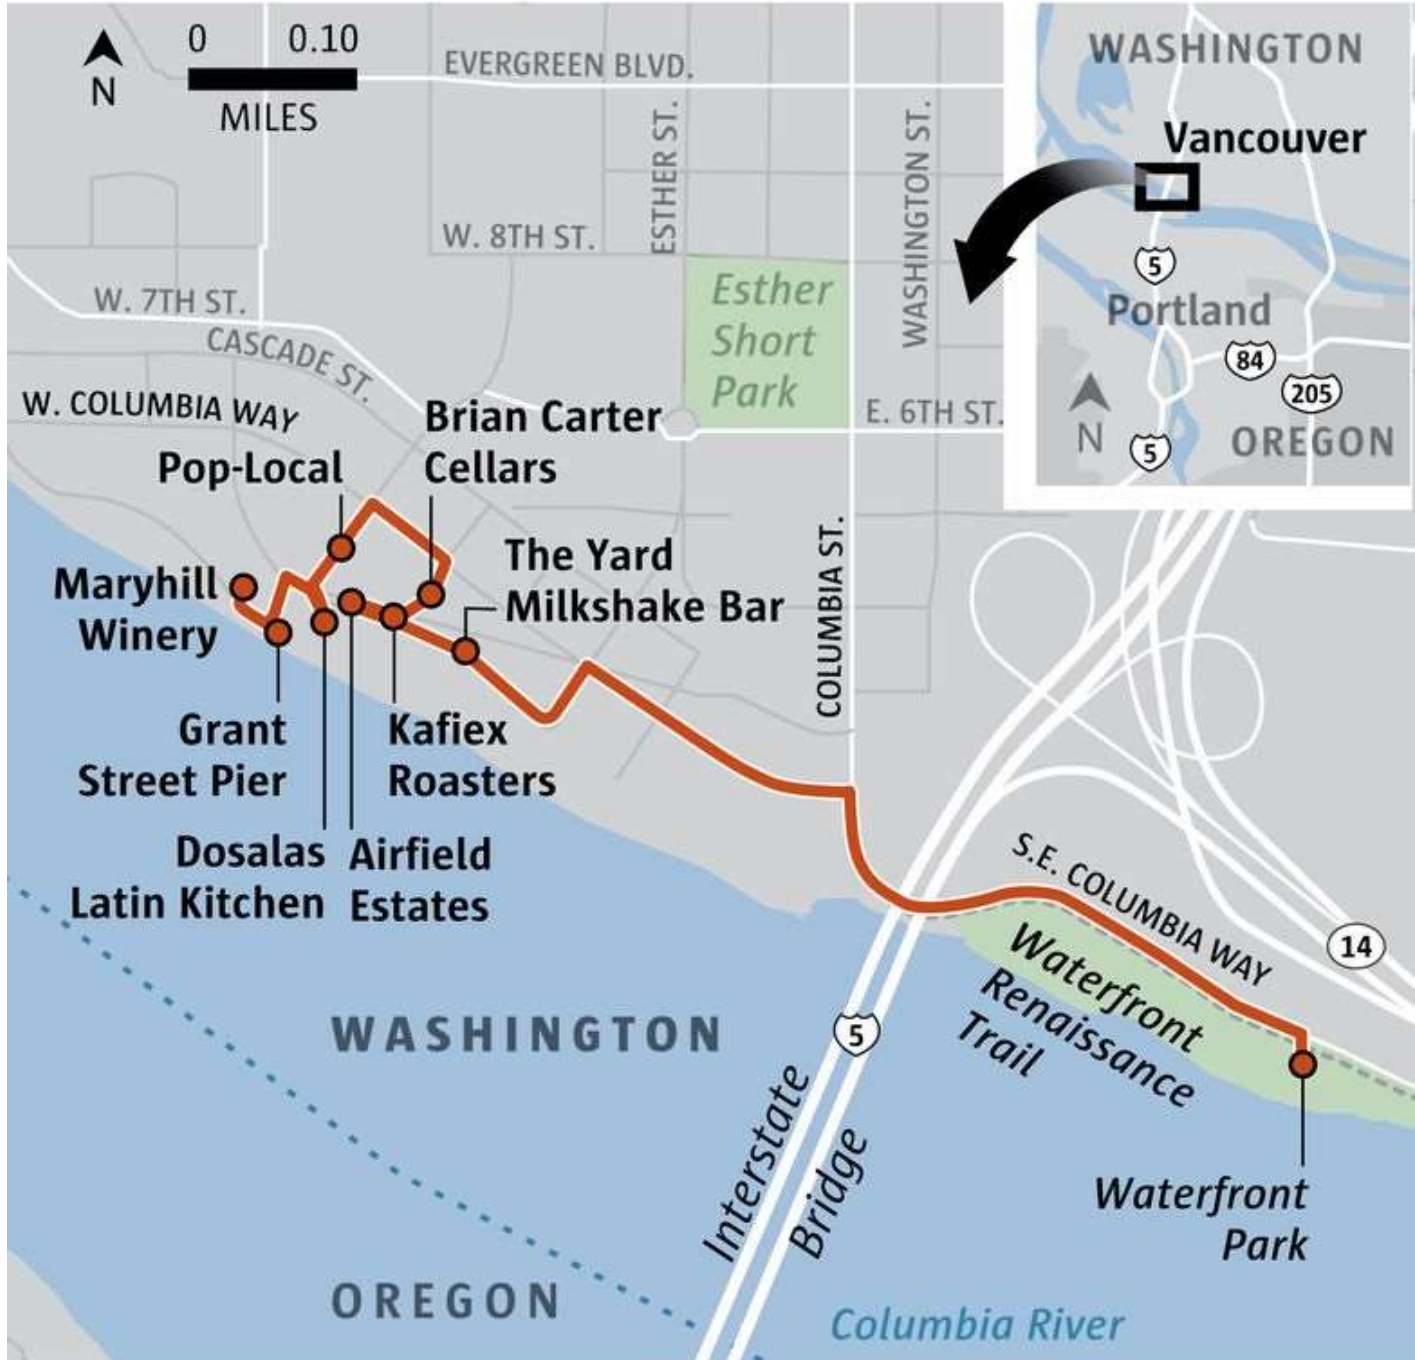 0 0.10
MILES
N
EVERGREEN BLVD.
ESTHER ST.
WASHINGTON ST.
W. 8TH ST.
W. 7TH ST.
CASCADE ST.
W. COLUMBIA WAY
Esther
Short
Park
E. 6TH ST.
COLUMBIA ST.
WASHINGTON
Vancouver
5
Portland
84
205
N
5
OREGON
Brian Carter
Cellars
Pop-Local
The Yard
Milkshake Bar
Maryhill
Winery
Grant
Street Pier
Kafiex
Roasters
Dosalas
Latin Kitchen
Airfield
Estates
S.E. COLUMBIA WAY
14
Waterfront
Renaissance
Trail
WASHINGTON
5
Interstate
Bridge
Waterfront
Park
OREGON
Columbia River